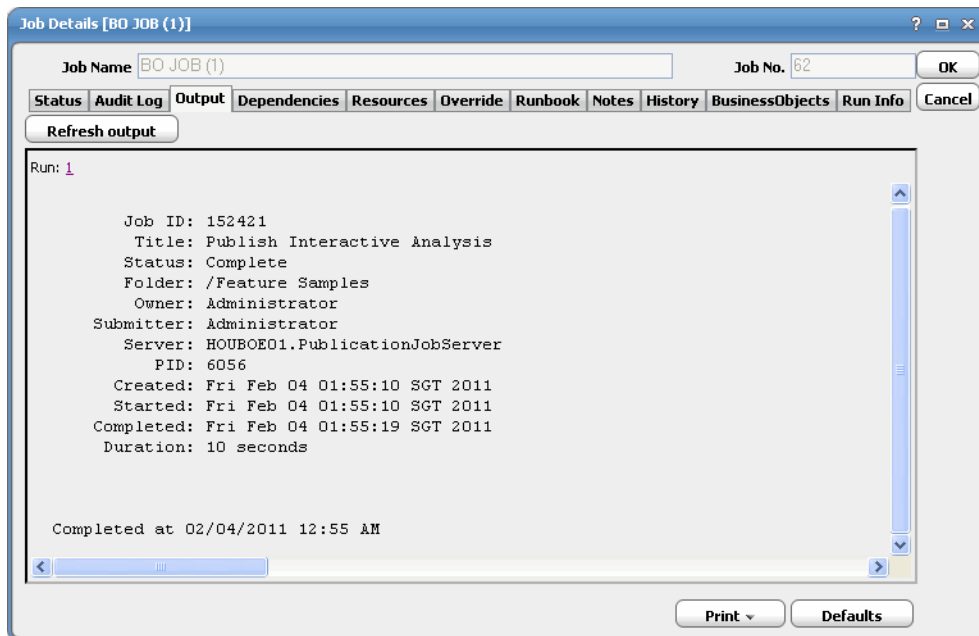 Job Details [BO JOB (1)]
Job Name BO JOB (1) Job No. 62 OK
Status Audit Log Output Dependencies Resources Override Runbook Notes History BusinessObjects Run Info Cancel
Refresh output
Run: 1
Job ID: 152421
Title: Publish Interactive Analysis
Status: Complete
Folder: /Feature Samples
Owner: Administrator
Submitter: Administrator
Server: HOUBOE01.PublicationJobServer
PID: 6056
Created: Fri Feb 04 01:55:10 SGT 2011
Started: Fri Feb 04 01:55:10 SGT 2011
Completed: Fri Feb 04 01:55:19 SGT 2011
Duration: 10 seconds
Completed at 02/04/2011 12:55 AM
Print Defaults